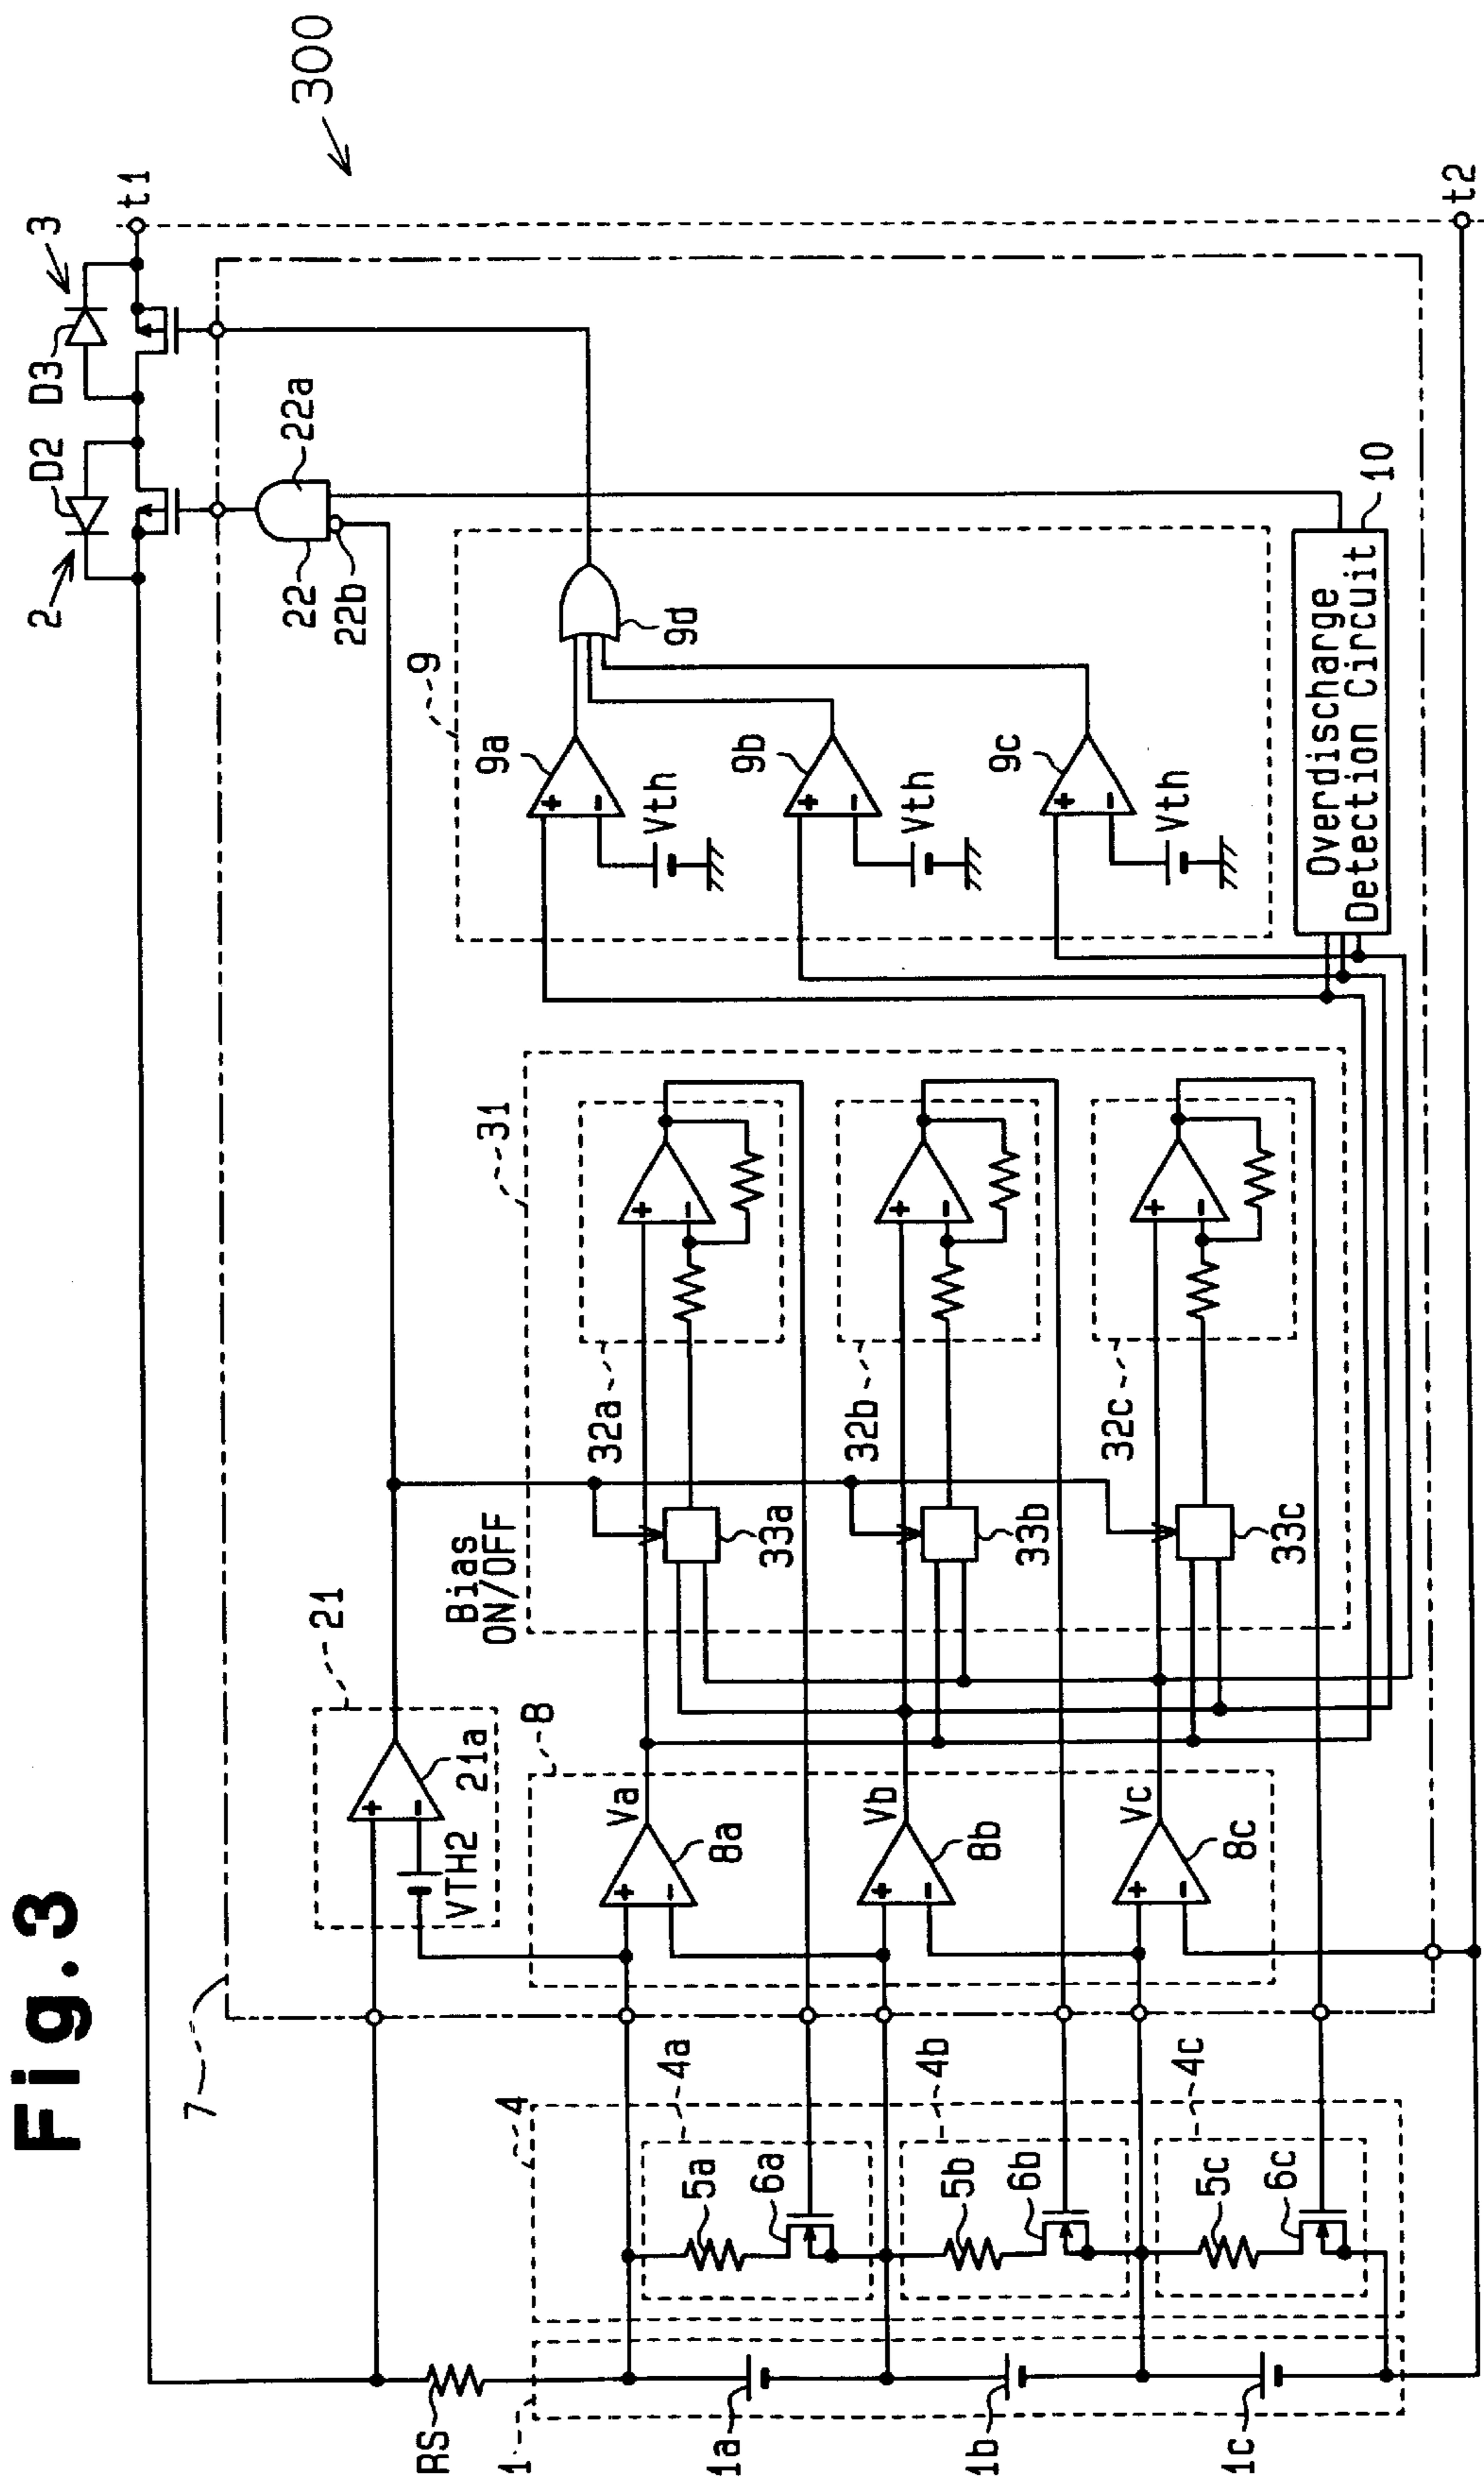 Fig.3
300
7
21
21a
VTH2
RS
1
1a
1b
1c
4
4a
4b
4c
5a
6a
5b
6b
5c
6c
8
Va
8a
Vb
8b
Vc
8c
Bias
ON/OFF
31
32a
33a
32b
33b
32c
33c
9
9a
Vth
9b
Vth
9c
Vth
9d
Overdischarge
Detection Circuit
10
22
22a
22b
2
D2
D3
3
t1
t2
+
−
+
−
+
−
+
−
+
−
+
−
+
−
+
−
+
−
+
−